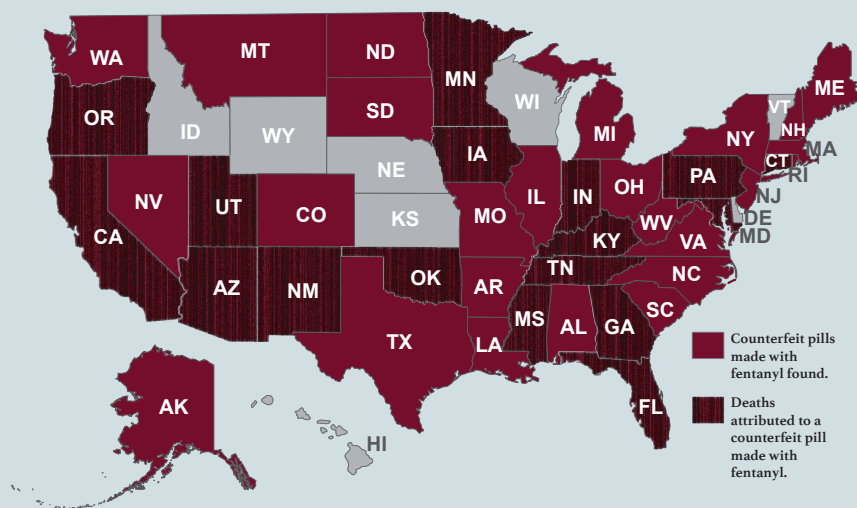 WA
MT
ND
MN
ME
VT
OR
ID
SD
WI
NH
NY
MI
MA
WY
IA
CT
RI
PA
NE
NJ
NV
UT
CO
IL
IN
OH
DE
MD
CA
KS
MO
WV
VA
KY
AZ
NM
OK
TN
NC
AR
SC
MS
AL
GA
TX
LA
Counterfeit pills
made with
fentanyl found.
AK
FL
Deaths
attributed to a
counterfeit pill
made with
fentanyl.
HI